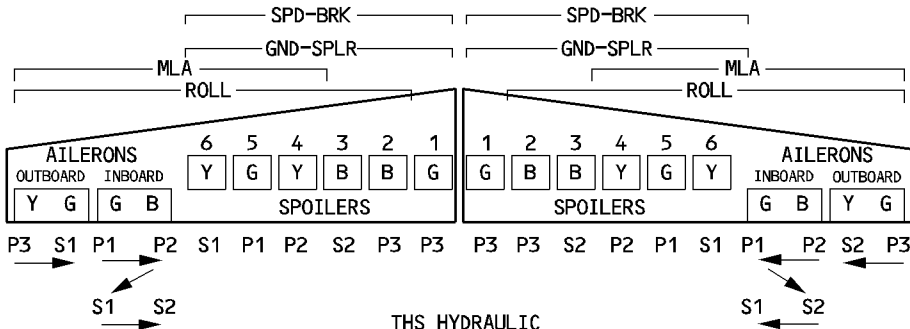 SPD-BRK SPD-BRK
GND-SPLR GND-SPLR
MLA MLA
ROLL ROLL
6 5 4 3 2 1 1 2 3 4 5 6
AILERONS Y G Y B B G G B B Y G Y AILERONS
OUTBOARD INBOARD INBOARD OUTBOARD
Y G G B SPOILERS SPOILERS G B Y G
P3 S1 P1 P2 S1 P1 P2 S2 P3 P3 P3 P3 S2 P2 P1 S1 P1 P2 S2 P3
S1 S2 S1 S2
THS HYDRAULIC